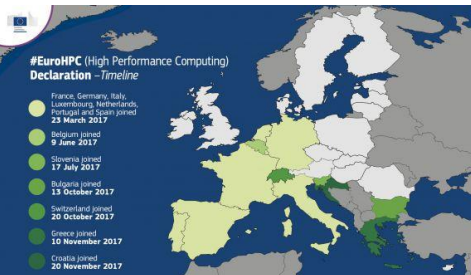 #EuroHPC (High Performance Computing)
Declaration – Timeline
France, Germany, Italy,
Luxembourg, Netherlands,
Portugal and Spain joined
23 March 2017
Belgium joined
9 June 2017
Slovenia joined
17 July 2017
Bulgaria joined
13 October 2017
Switzerland joined
20 October 2017
Greece joined
10 November 2017
Croatia joined
20 November 2017